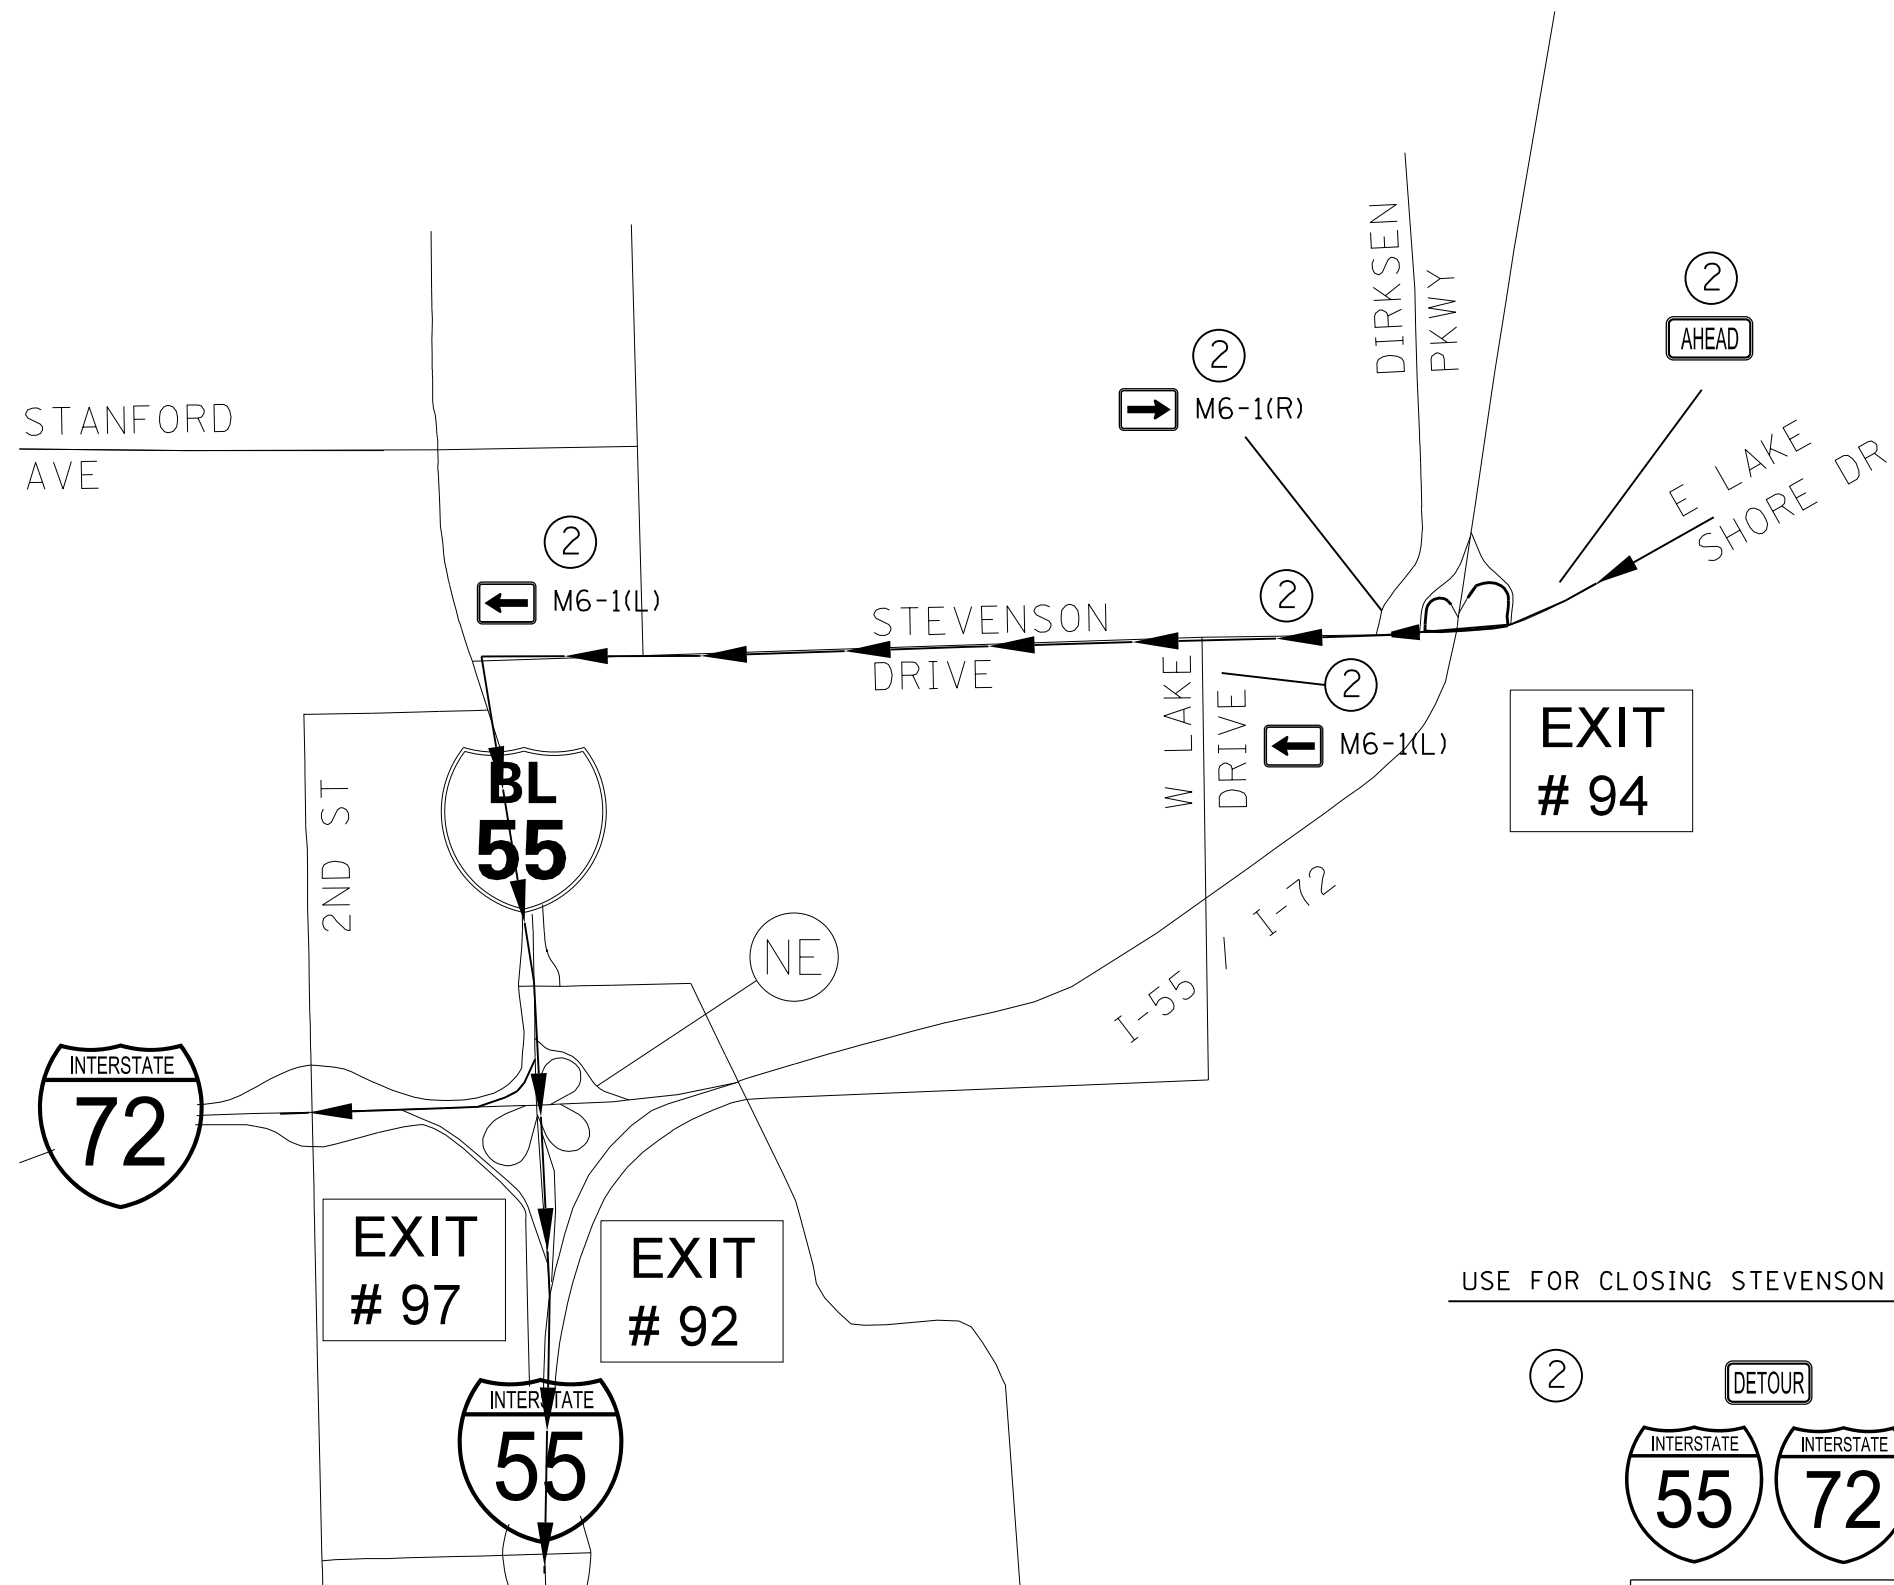 2
AHEAD
DIRKSEN
PKWY
2
M6-1(R)
E LAKE
SHORE DR
STANFORD
AVE
2
M6-1(L)
2
STEVENSON
DRIVE
W LAKE
DRIVE
2
M6-1(L)
EXIT
# 94
BL
55
2ND ST
NE
I-55 / I-72
INTERSTATE
72
EXIT
# 97
EXIT
# 92
INTERSTATE
55
USE FOR CLOSING STEVENSON
2
DETOUR
INTERSTATE
55
INTERSTATE
72